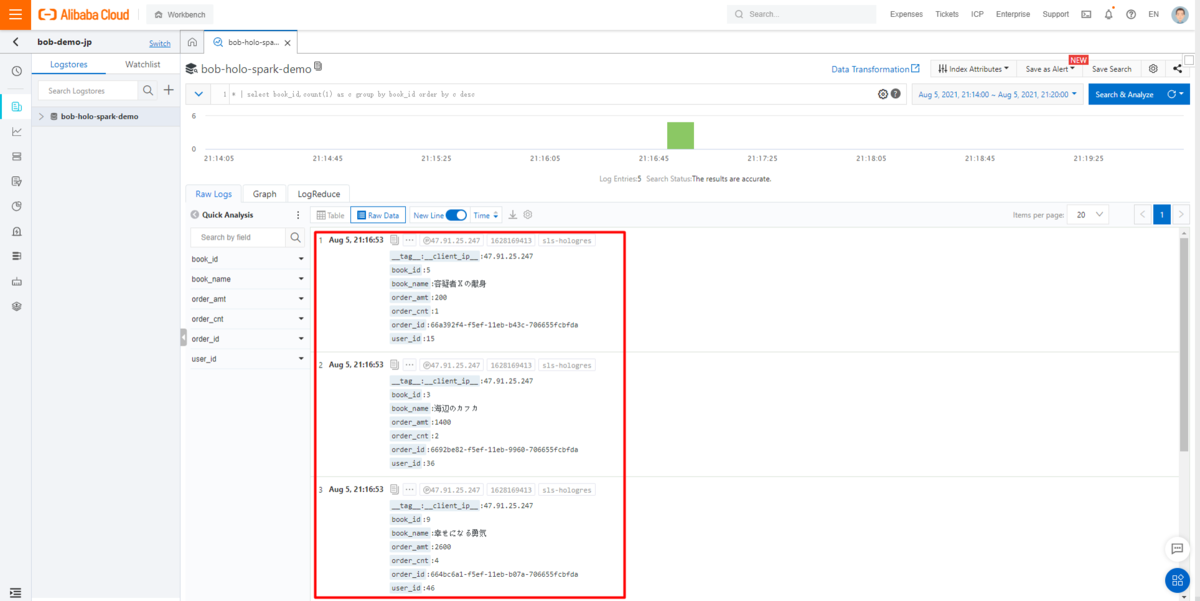 Alibaba Cloud
Workbench
Search...
Expenses Tickets ICP Enterprise Support EN
bob-demo-jp Switch
bob-holo-spa...
Logstores Watchlist
bob-holo-spark-demo
Data Transformation Index Attributes Save as Alert NEW Save Search
Search Logstores
1 * | select book_id, count(1) as c group by book_id order by c desc
Aug 5, 2021, 21:14:00 ~ Aug 5, 2021, 21:20:00
Search & Analyze
bob-holo-spark-demo
6
0
21:14:05 21:14:45 21:15:25 21:16:05 21:16:45 21:17:25 21:18:05 21:18:45 21:19:25
Log Entries:5 Search Status:The results are accurate.
Raw Logs Graph LogReduce
Quick Analysis
Table Raw Data New Line Time
Items per page: 20 1
Search by field
book_id
book_name
order_amt
order_cnt
order_id
user_id
1 Aug 5, 21:16:53 @47.91.25.247 1628169413 sls-hologres
__tag__:__client_ip__ :47.91.25.247
book_id :5
book_name :容疑者Xの献身
order_amt :200
order_cnt :1
order_id :66a392f4-f5ef-11eb-b43c-706655fcbfda
user_id :15
2 Aug 5, 21:16:53 @47.91.25.247 1628169413 sls-hologres
__tag__:__client_ip__ :47.91.25.247
book_id :3
book_name :海辺のカフカ
order_amt :1400
order_cnt :2
order_id :6692be82-f5ef-11eb-9960-706655fcbfda
user_id :36
3 Aug 5, 21:16:53 @47.91.25.247 1628169413 sls-hologres
__tag__:__client_ip__ :47.91.25.247
book_id :9
book_name :幸せになる勇気
order_amt :2600
order_cnt :4
order_id :664bc6a1-f5ef-11eb-b07a-706655fcbfda
user_id :46